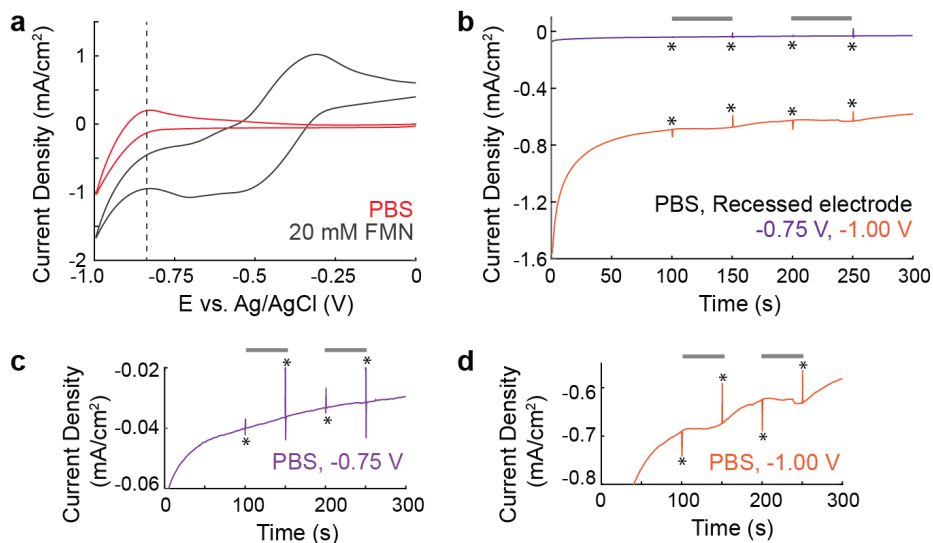 a
Current Density (mA/cm²)
1
0
-1
-2
-1.0
-0.75
-0.5
-0.25
0
E vs. Ag/AgCl (V)
PBS
20 mM FMN
b
Current Density (mA/cm²)
0
-0.4
-0.8
-1.2
-1.6
* * * *
* * * *
PBS, Recessed electrode
-0.75 V, -1.00 V
0
100
200
300
Time (s)
c
Current Density
(mA/cm²)
-0.02
-0.04
-0.06
* * * *
PBS, -0.75 V
0
100
200
300
Time (s)
d
Current Density
(mA/cm²)
-0.6
-0.7
-0.8
* * * *
PBS, -1.00 V
0
100
200
300
Time (s)